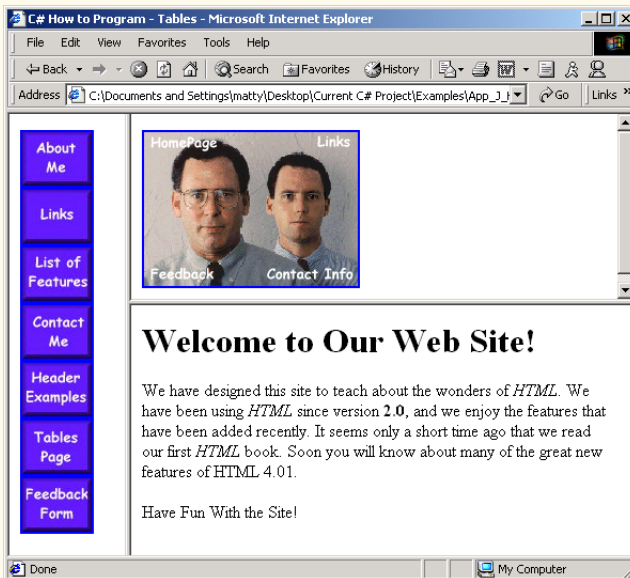 C# How to Program - Tables - Microsoft Internet Explorer
File Edit View Favorites Tools Help
Back Search Favorites History
Address C:\Documents and Settings\matty\Desktop\Current C# Project\Examples\App_J_ Go Links »
About
Me
Links
List of
Features
Contact
Me
Header
Examples
Tables
Page
Feedback
Form
HomePage Links
Feedback Contact Info
Welcome to Our Web Site!
We have designed this site to teach about the wonders of HTML. We
have been using HTML since version 2.0, and we enjoy the features that
have been added recently. It seems only a short time ago that we read
our first HTML book. Soon you will know about many of the great new
features of HTML 4.01.
Have Fun With the Site!
Done My Computer